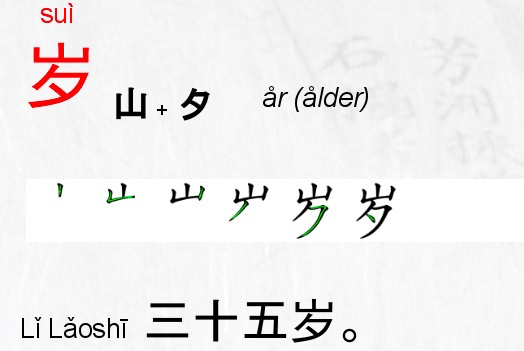 suì
岁 山 + 夕 år (ålder)
Lǐ Lǎoshī 三十五岁。